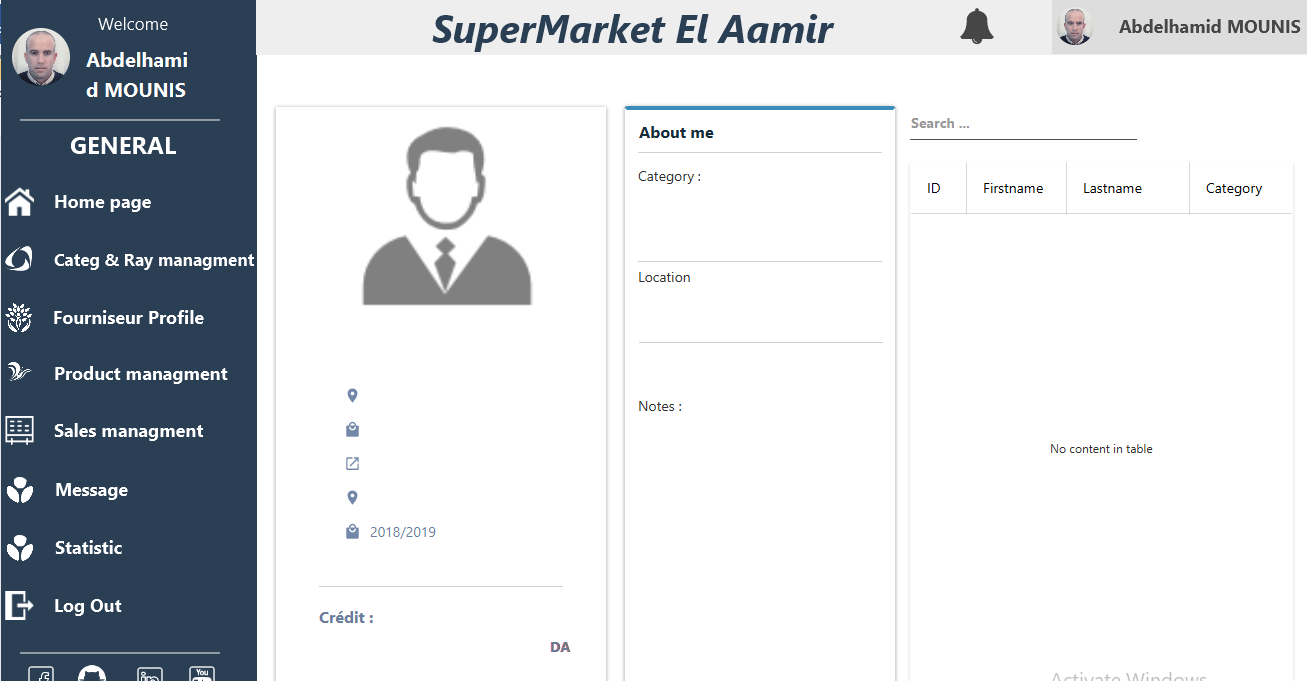 Welcome
Abdelhami
d MOUNIS
GENERAL
Home page
Categ & Ray managment
Fourniseur Profile
Product managment
Sales managment
Message
Statistic
Log Out
You
SuperMarket El Aamir
Abdelhamid MOUNIS
2018/2019
Crédit :
DA
About me
Category :
Location
Notes :
Search ...
ID Firstname Lastname Category
No content in table
Activate Windows